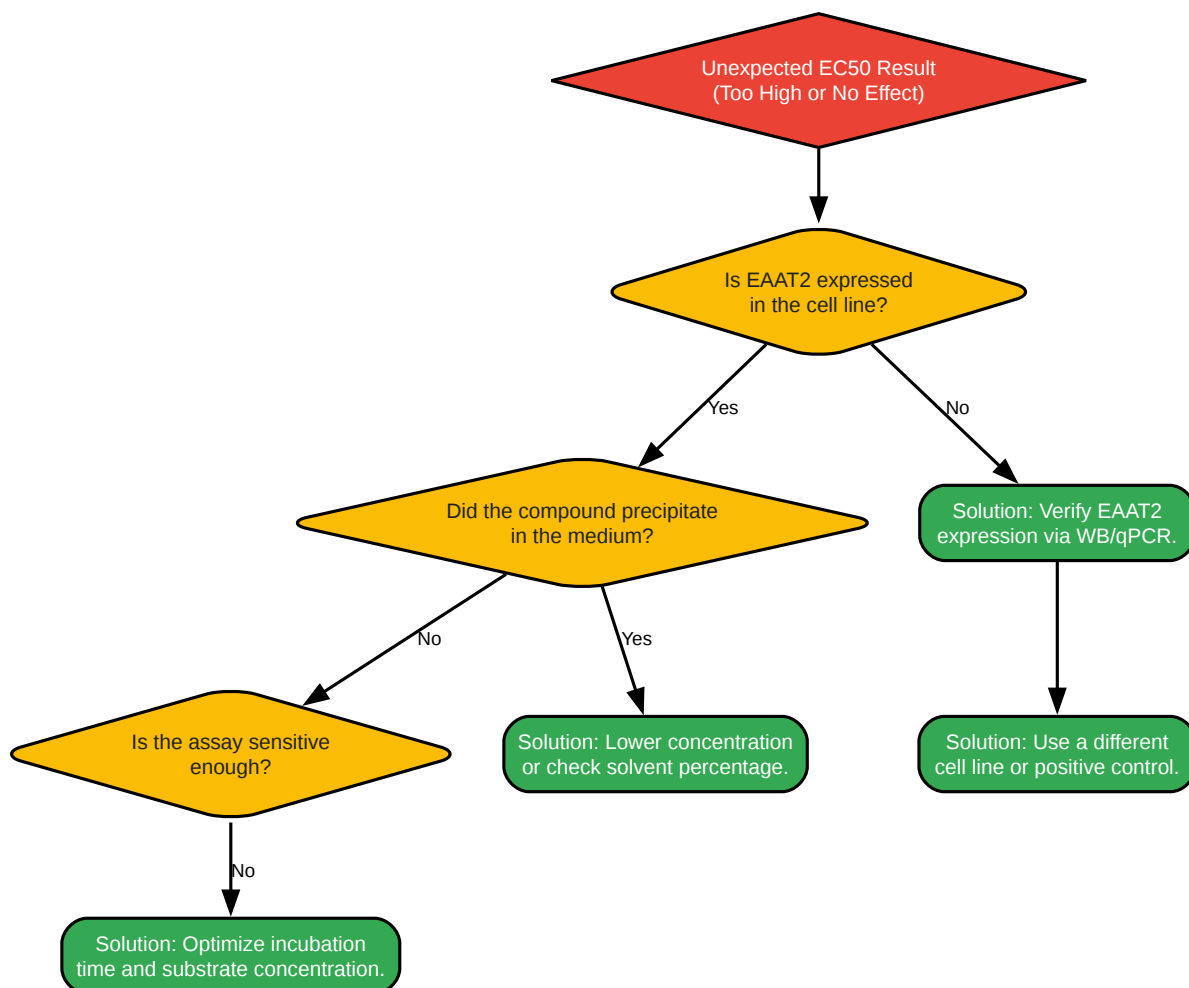 Unexpected EC50 Result
(Too High or No Effect)
Is EAAT2 expressed
in the cell line?
Yes
No
Did the compound precipitate
in the medium?
Solution: Verify EAAT2
expression via WB/qPCR.
No
Yes
Is the assay sensitive
enough?
Solution: Lower concentration
or check solvent percentage.
Solution: Use a different
cell line or positive control.
No
Solution: Optimize incubation
time and substrate concentration.